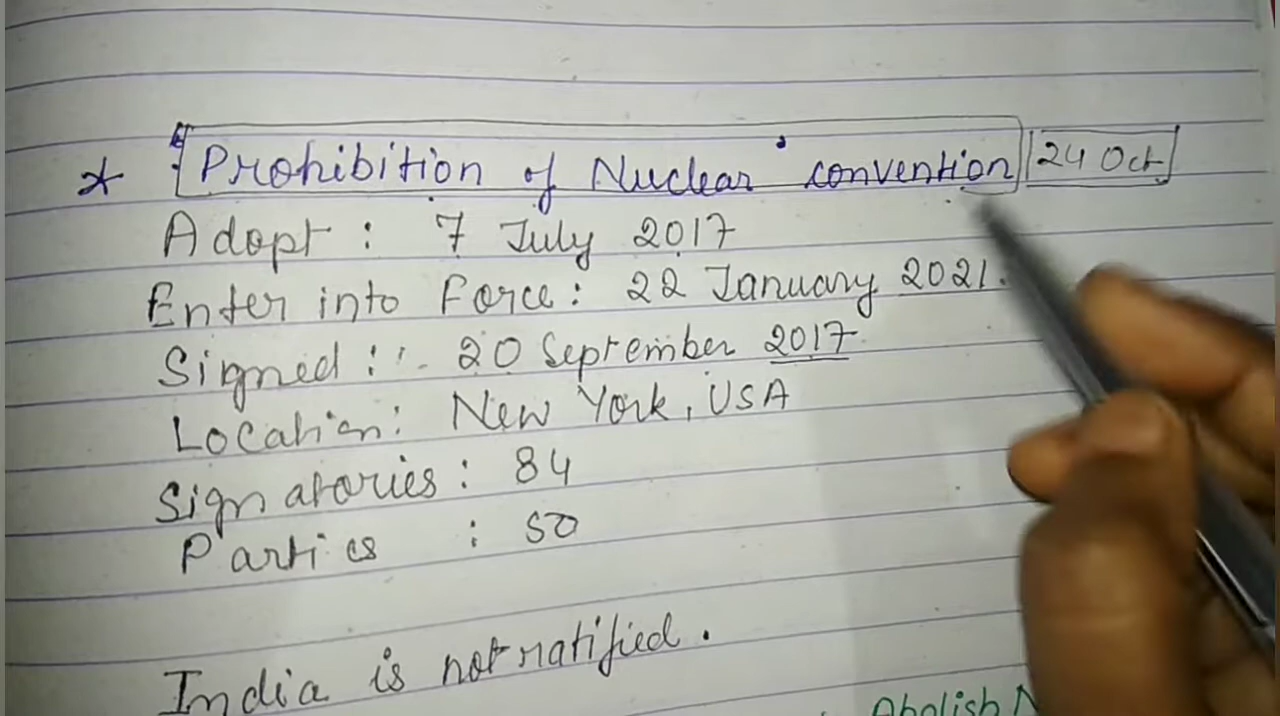 * Prohibition of Nuclear convention 24 Oct
Adopt : 7 July 2017
Enter into Force : 22 January 2021.
Signed : - 20 September 2017
Location : New York, USA
Signatories : 84
Parties : 50
India is not ratified.
Abolish N